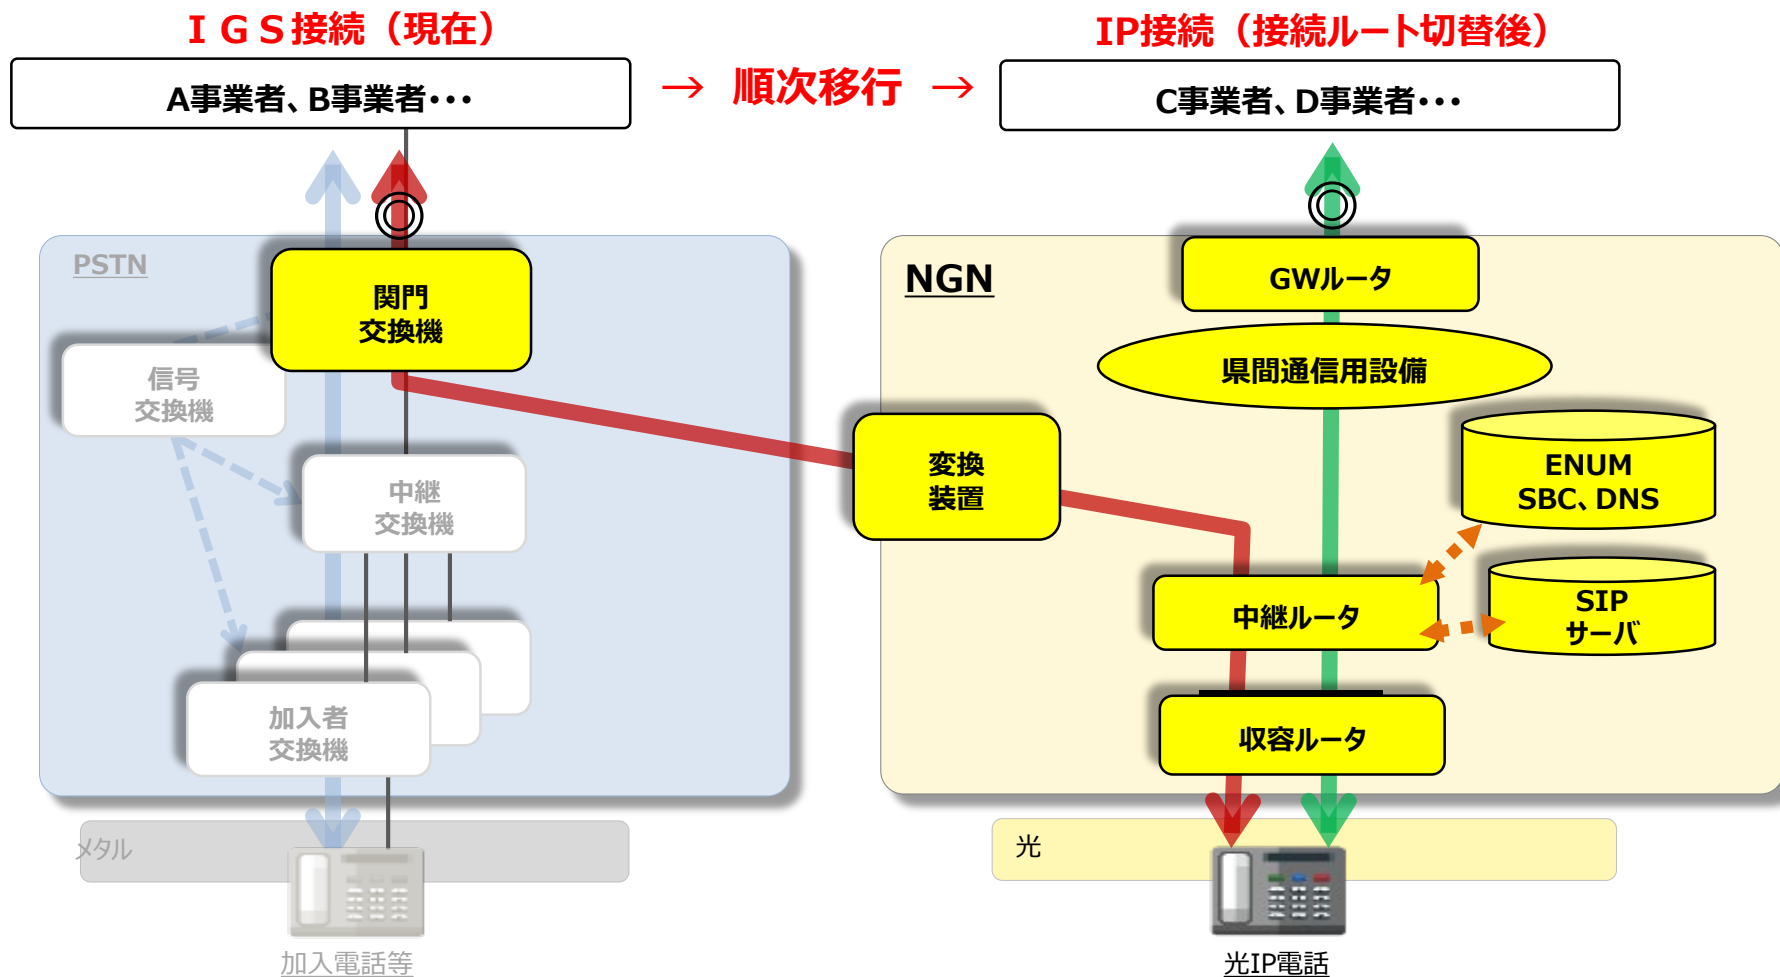 ＩＧＳ接続（現在）
IP接続（接続ルート切替後）
→ 順次移行 →
A事業者、B事業者・・・
C事業者、D事業者・・・
PSTN
関門
交換機
信号
交換機
中継
交換機
加入者
交換機
メタル
加入電話等
NGN
GWルータ
県間通信用設備
変換
装置
ENUM
SBC、DNS
中継ルータ
SIP
サーバ
収容ルータ
光
光IP電話